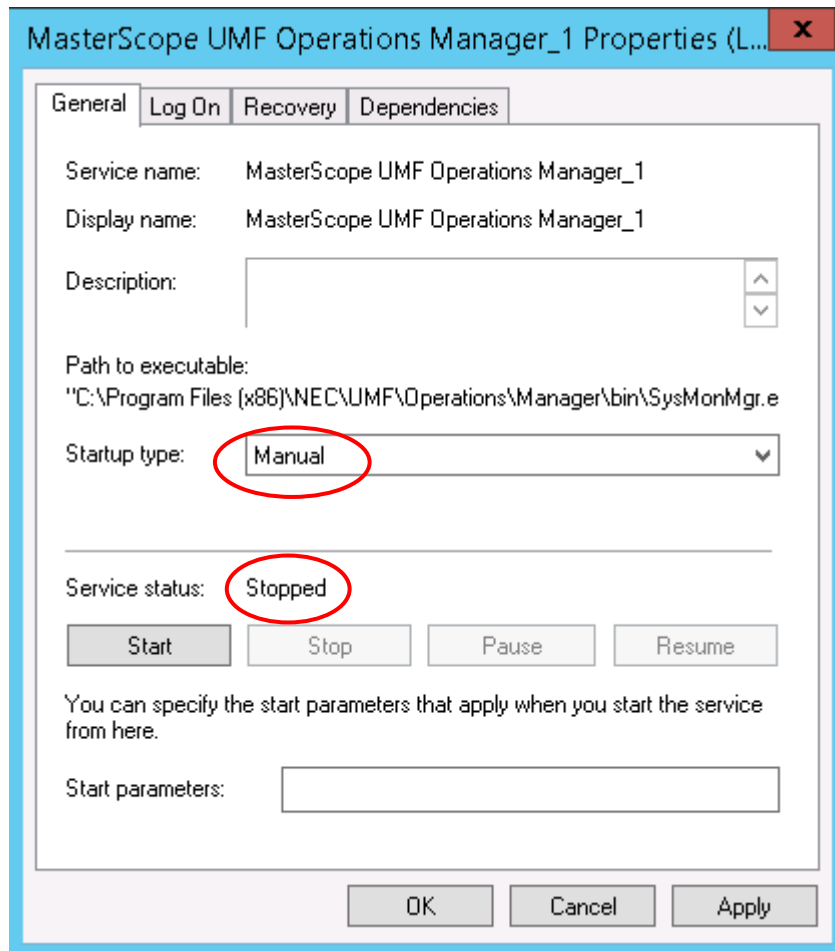 MasterScope UMF Operations Manager_1 Properties (L... x
General Log On Recovery Dependencies
Service name: MasterScope UMF Operations Manager_1
Display name: MasterScope UMF Operations Manager_1
Description:
Path to executable:
"C:\Program Files (x86)\NEC\UMF\Operations\Manager\bin\SysMonMgr.e
Startup type: Manual
Service status: Stopped
Start Stop Pause Resume
You can specify the start parameters that apply when you start the service
from here.
Start parameters:
OK Cancel Apply